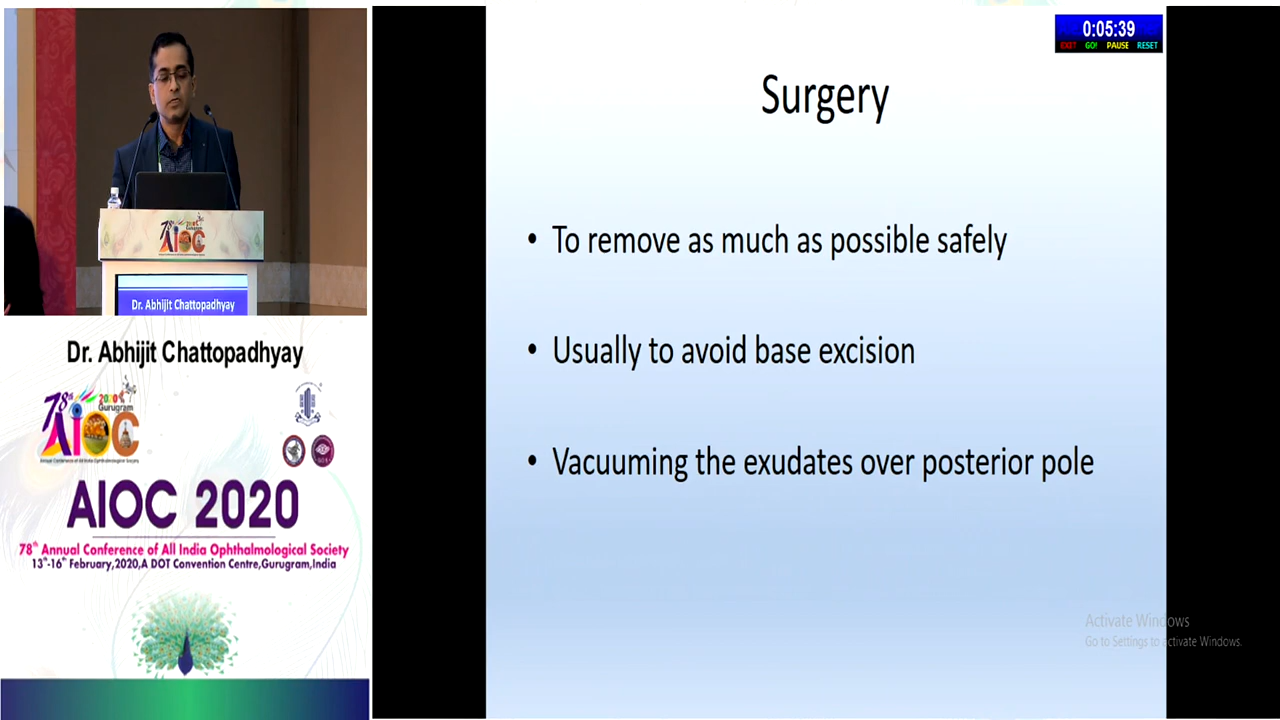 Dr. Abhijit Chattopadhyay
Dr. Abhijit Chattopadhyay
78th 2020
Gurugram
AIOC
AIOC 2020
78th Annual Conference of All India Ophthalmological Society
13th-16th February,2020,A DOT Convention Centre,Gurugram,India
0:05:39
EXIT GO! PAUSE RESET
Surgery
• To remove as much as possible safely
• Usually to avoid base excision
• Vacuuming the exudates over posterior pole
Activate Windows
Go to Settings to activate Windows.